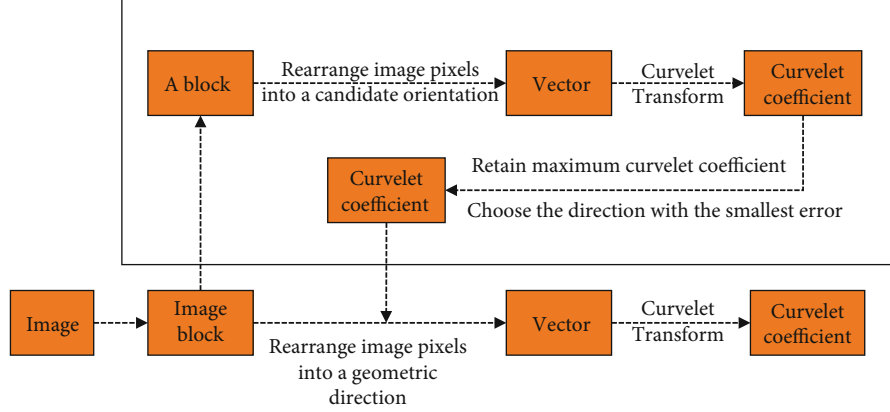 A block
Rearrange image pixels
into a candidate orientation
Vector
Curvelet
Transform
Curvelet
coefficient
Retain maximum curvelet coefficient
Choose the direction with the smallest error
Curvelet
coefficient
Image
Image
block
Rearrange image pixels
into a geometric
direction
Vector
Curvelet
Transform
Curvelet
coefficient